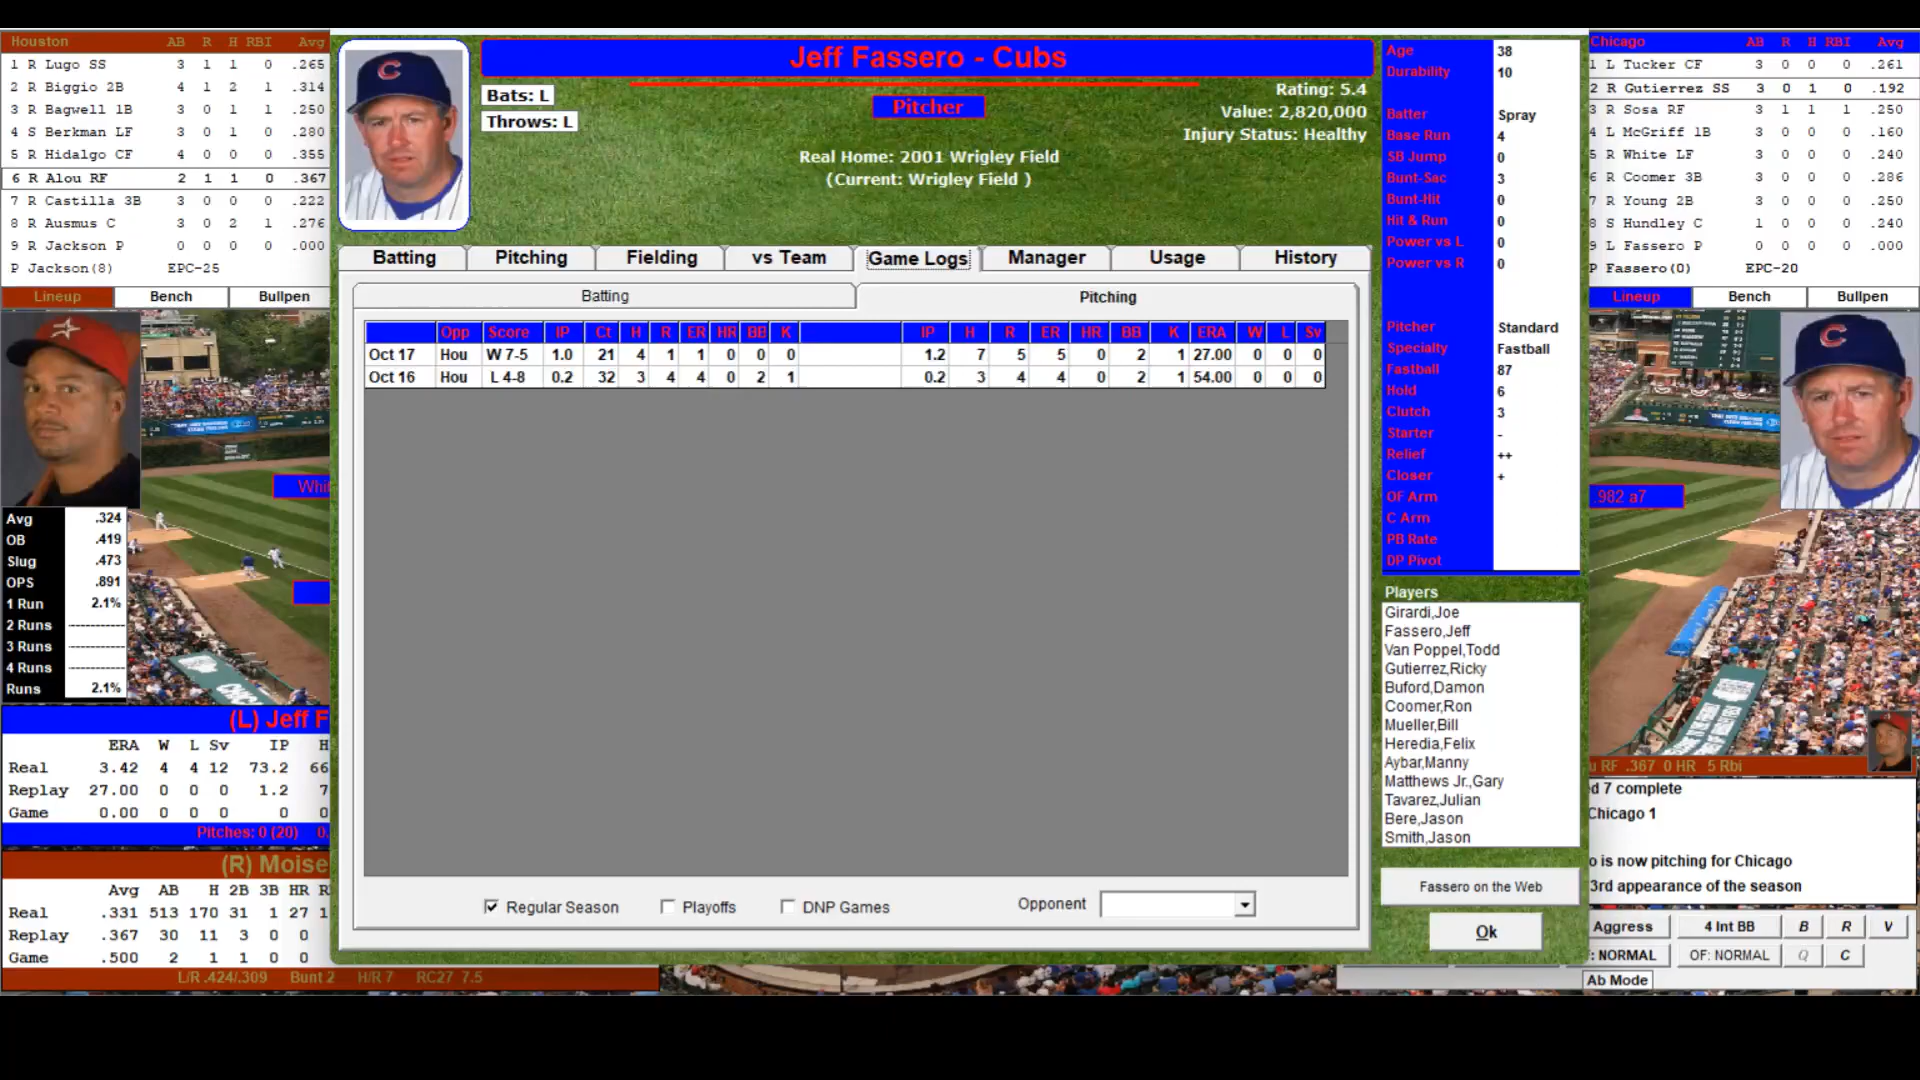 Houston AB R H RBI Avg
1 R Lugo SS 3 1 1 0 .265
2 R Biggio 2B 4 1 2 1 .314
3 R Bagwell 1B 3 0 1 1 .250
4 S Berkman LF 3 0 1 0 .280
5 R Hidalgo CF 4 0 0 0 .355
6 R Alou RF 2 1 1 0 .367
7 R Castilla 3B 3 0 0 0 .222
8 R Ausmus C 3 0 2 1 .276
9 R Jackson P 0 0 0 0 .000
P Jackson(8) EPC-25
Lineup Bench Bullpen
Whit
Avg .324
OB .419
Slug .473
OPS .891
1 Run 2.1%
2 Runs -----------
3 Runs -----------
4 Runs -----------
Runs 2.1%
(L) Jeff F
ERA W L Sv IP H
Real 3.42 4 4 12 73.2 66
Replay 27.00 0 0 0 1.2 7
Game 0.00 0 0 0 0 0
Pitches: 0 (20) 0.
(R) Moise
Avg AB H 2B 3B HR R
Real .331 513 170 31 1 27 1
Replay .367 30 11 3 0 0
Game .500 2 1 1 0 0
L/R .424/.309 Bunt 2 H/R 7 RC27 7.5
Jeff Fassero - Cubs
Bats: L
Throws: L
Pitcher
Rating: 5.4
Value: 2,820,000
Injury Status: Healthy
Real Home: 2001 Wrigley Field
(Current: Wrigley Field )
Batting Pitching Fielding vs Team Game Logs Manager Usage History
Batting Pitching
Opp Score IP Ct H R ER HR BB K IP H R ER HR BB K ERA W L Sv
Oct 17 Hou W 7-5 1.0 21 4 1 1 0 0 0 1.2 7 5 5 0 2 1 27.00 0 0 0
Oct 16 Hou L 4-8 0.2 32 3 4 4 0 2 1 0.2 3 4 4 0 2 1 54.00 0 0 0
Regular Season Playoffs DNP Games Opponent
Age 38
Durability 10
Batter Spray
Base Run 4
SB Jump 0
Bunt-Sac 3
Bunt-Hit 0
Hit & Run 0
Power vs L 0
Power vs R 0
Pitcher Standard
Specialty Fastball
Fastball 87
Hold 6
Clutch 3
Starter -
Relief ++
Closer +
OF Arm
C Arm
PB Rate
DP Pivot
Players
Girardi,Joe
Fassero,Jeff
Van Poppel,Todd
Gutierrez,Ricky
Buford,Damon
Coomer,Ron
Mueller,Bill
Heredia,Felix
Aybar,Manny
Matthews Jr.,Gary
Tavarez,Julian
Bere,Jason
Smith,Jason
Fassero on the Web
Ok
Chicago AB R H RBI Avg
1 L Tucker CF 3 0 0 0 .261
2 R Gutierrez SS 3 0 1 0 .192
3 R Sosa RF 3 1 1 1 .250
4 L McGriff 1B 3 0 0 0 .160
5 R White LF 3 0 0 0 .240
6 R Coomer 3B 3 0 0 0 .286
7 R Young 2B 3 0 0 0 .250
8 S Hundley C 1 0 0 0 .240
9 L Fassero P 0 0 0 0 .000
P Fassero(0) EPC-20
Lineup Bench Bullpen
.982 a7
u RF .367 0 HR 5 Rbi
d 7 complete
Chicago 1
o is now pitching for Chicago
3rd appearance of the season
Aggress 4 Int BB B R V
: NORMAL OF: NORMAL Q C
Ab Mode